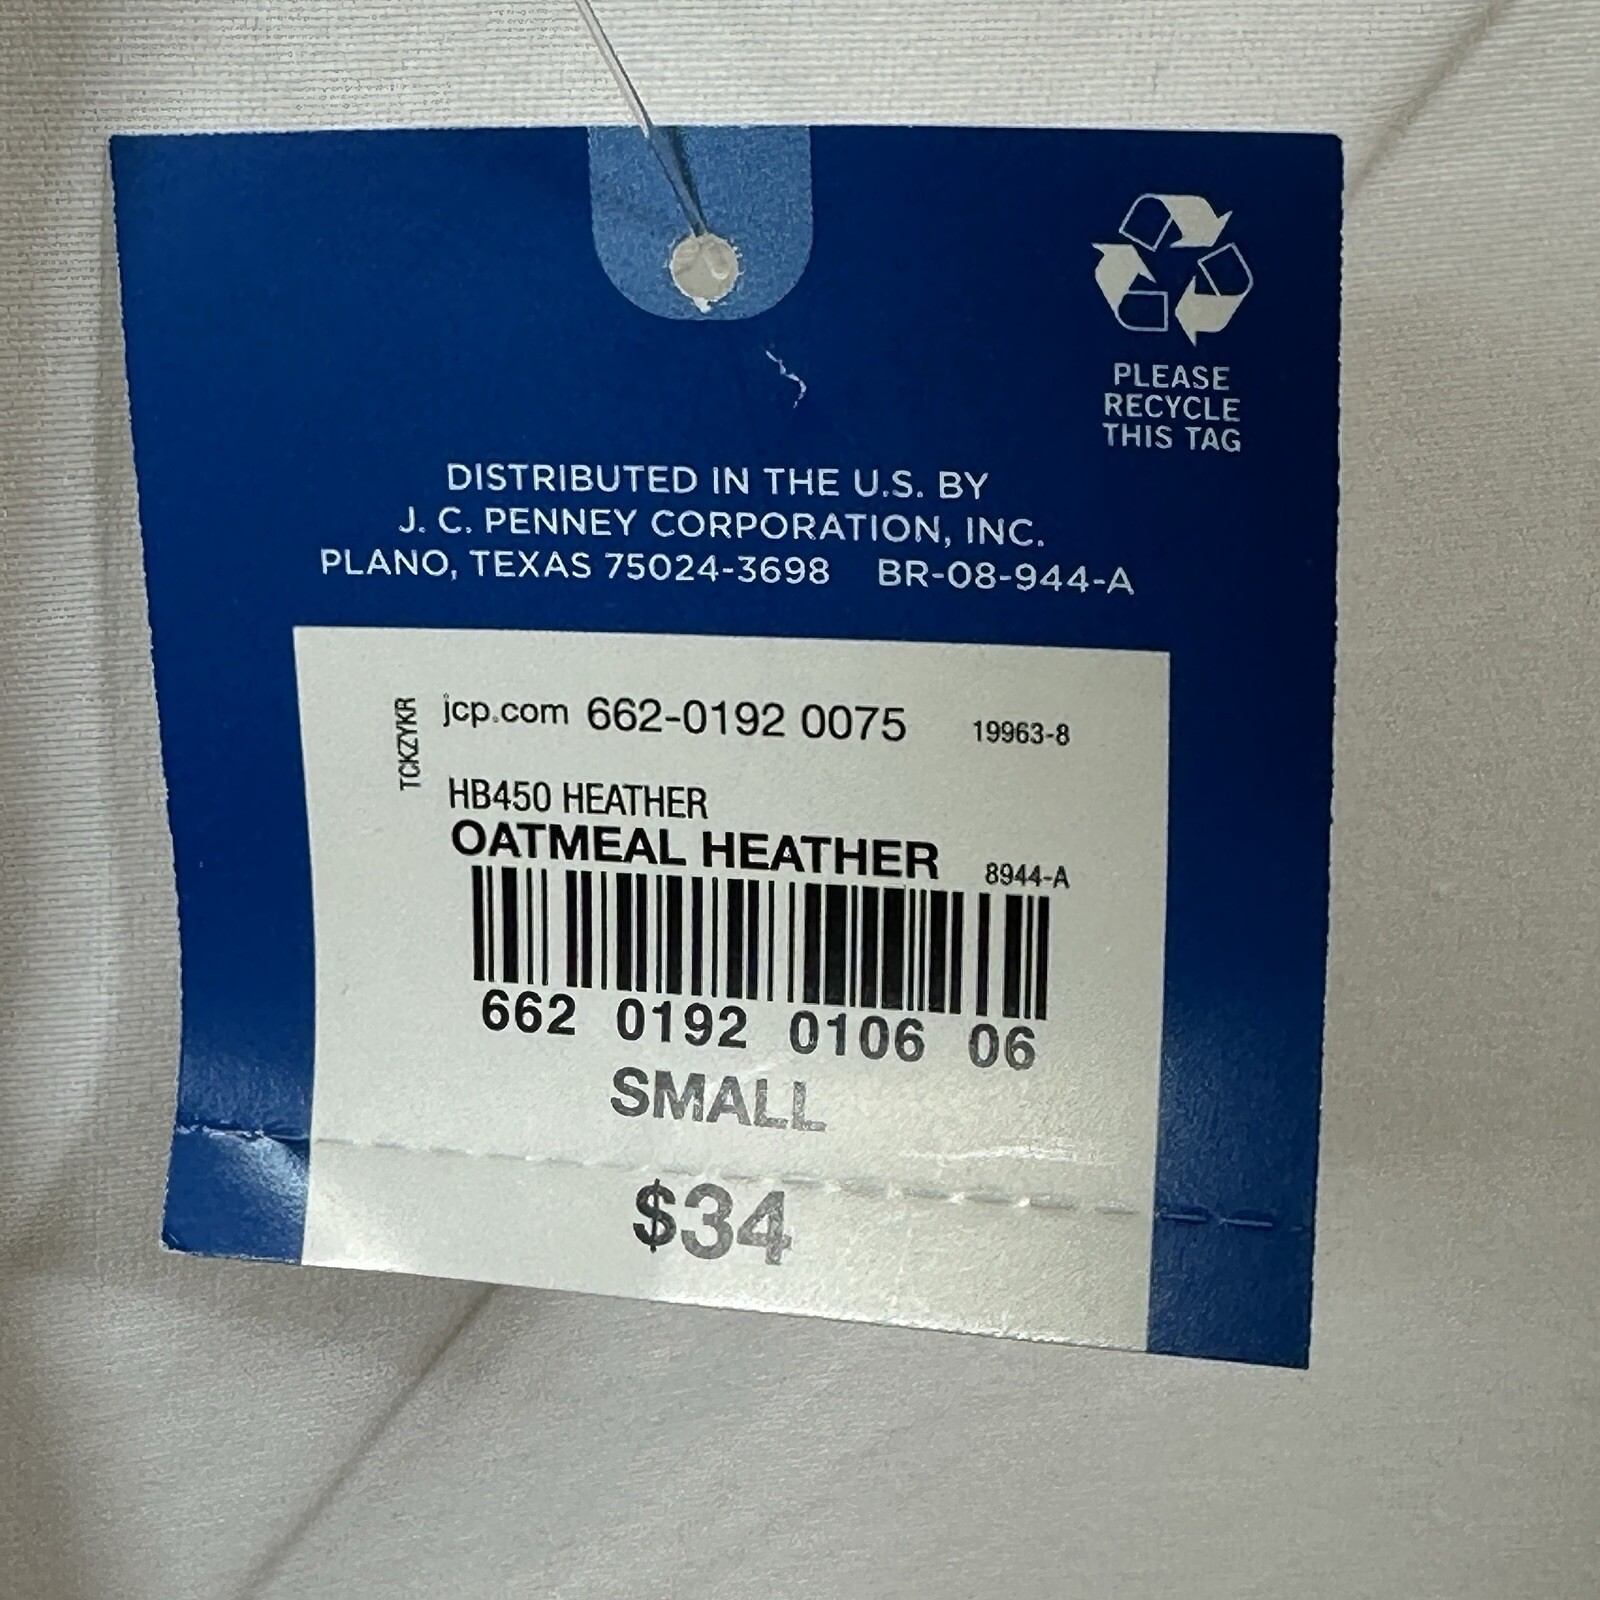 PLEASE
RECYCLE
THIS TAG
DISTRIBUTED IN THE U.S. BY
J. C. PENNEY CORPORATION, INC.
PLANO, TEXAS 75024-3698 BR-08-944-A
TCKZYKR
jcp.com 662-0192 0075 19963-8
HB450 HEATHER
OATMEAL HEATHER 8944-A
662 0192 0106 06
SMALL
$34